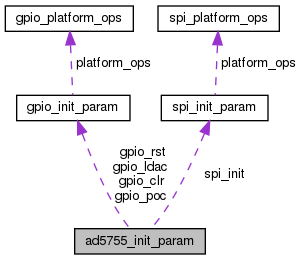 gpio_platform_ops
spi_platform_ops
platform_ops
platform_ops
gpio_init_param
spi_init_param
gpio_rst
gpio_ldac
gpio_clr
gpio_poc
spi_init
ad5755_init_param